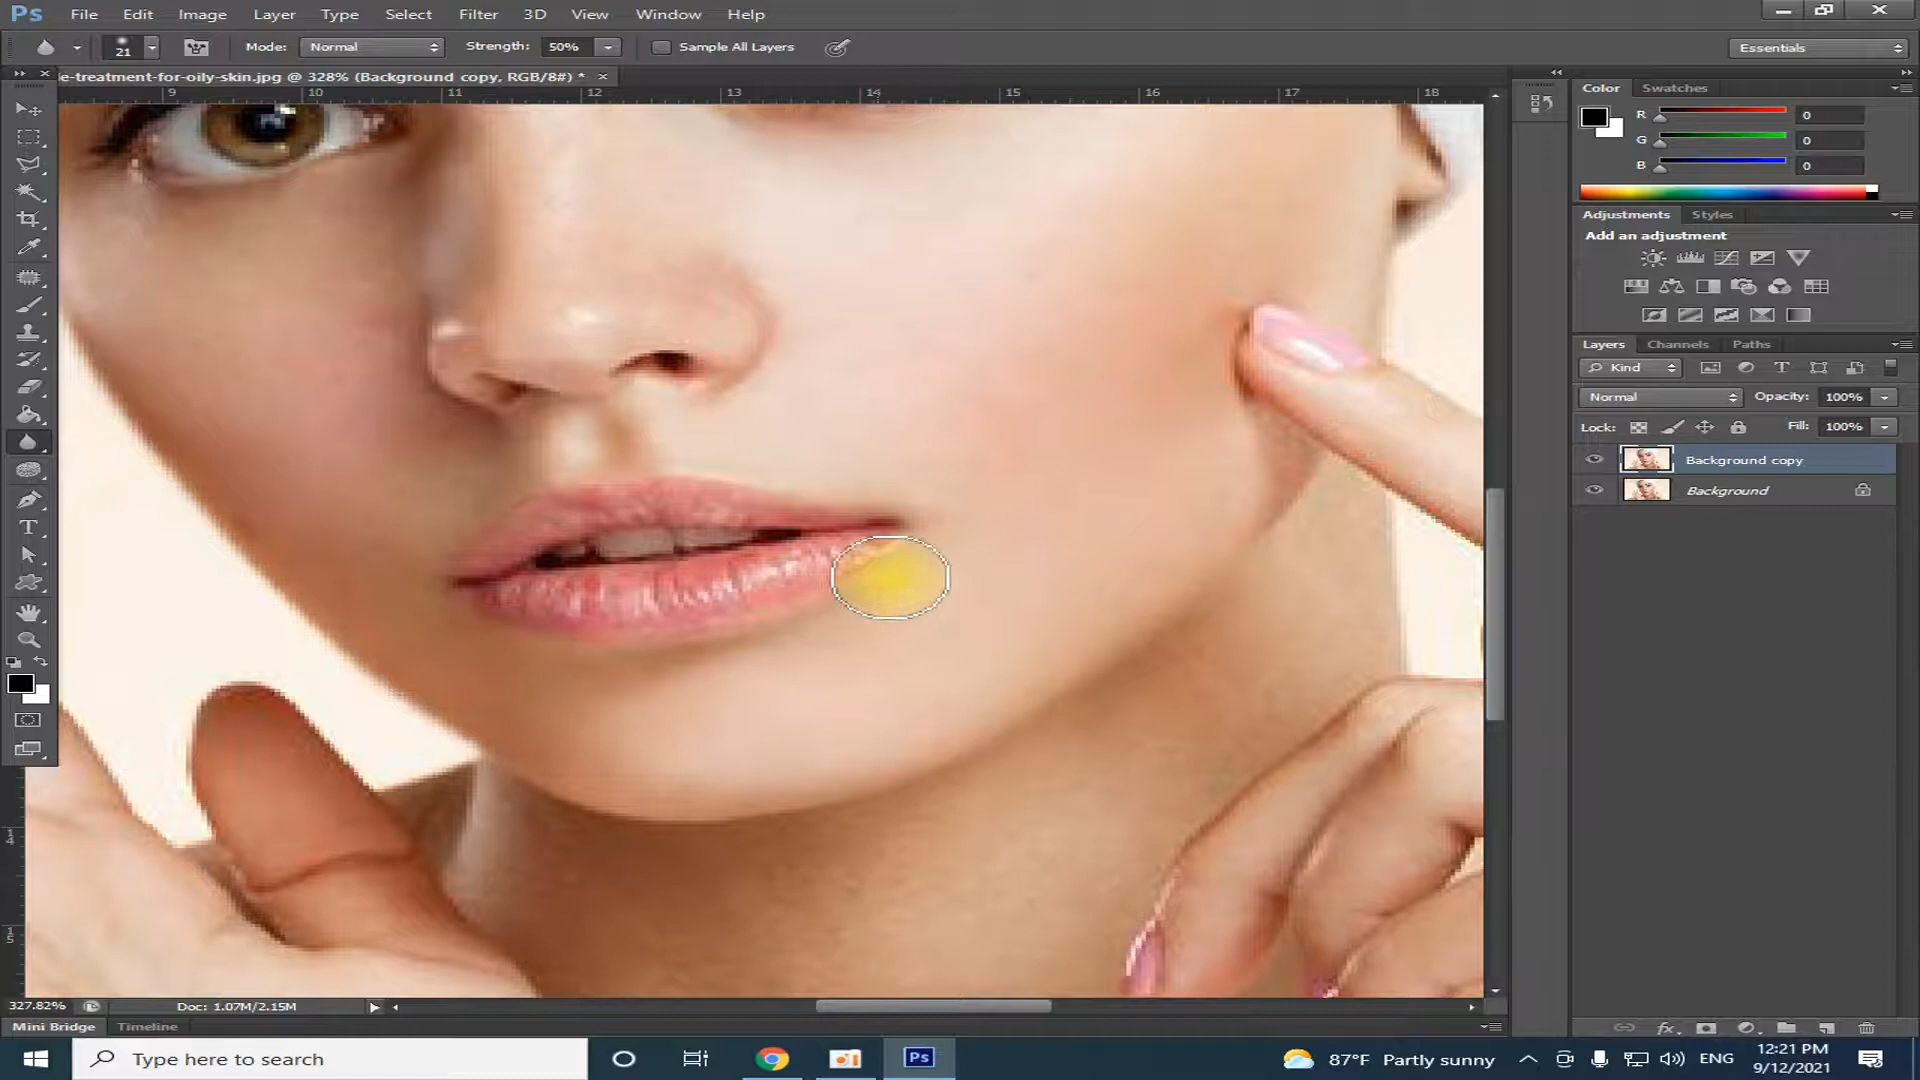 Ps File Edit Image Layer Type Select Filter 3D View Window Help
21 Mode: Normal Strength: 50% Sample All Layers Essentials
le-treatment-for-oily-skin.jpg @ 328% (Background copy, RGB/8#) * ×
9 10 11 12 13 14 15 16 17 18
Color Swatches
R 0
G 0
B 0
Adjustments Styles
Add an adjustment
Layers Channels Paths
Kind
Normal Opacity: 100%
Lock: Fill: 100%
Background copy
Background
T
14
15
327.82% Doc: 1.07M/2.15M
Mini Bridge Timeline
Type here to search Ps 87°F Partly sunny ENG 12:21 PM
9/12/2021